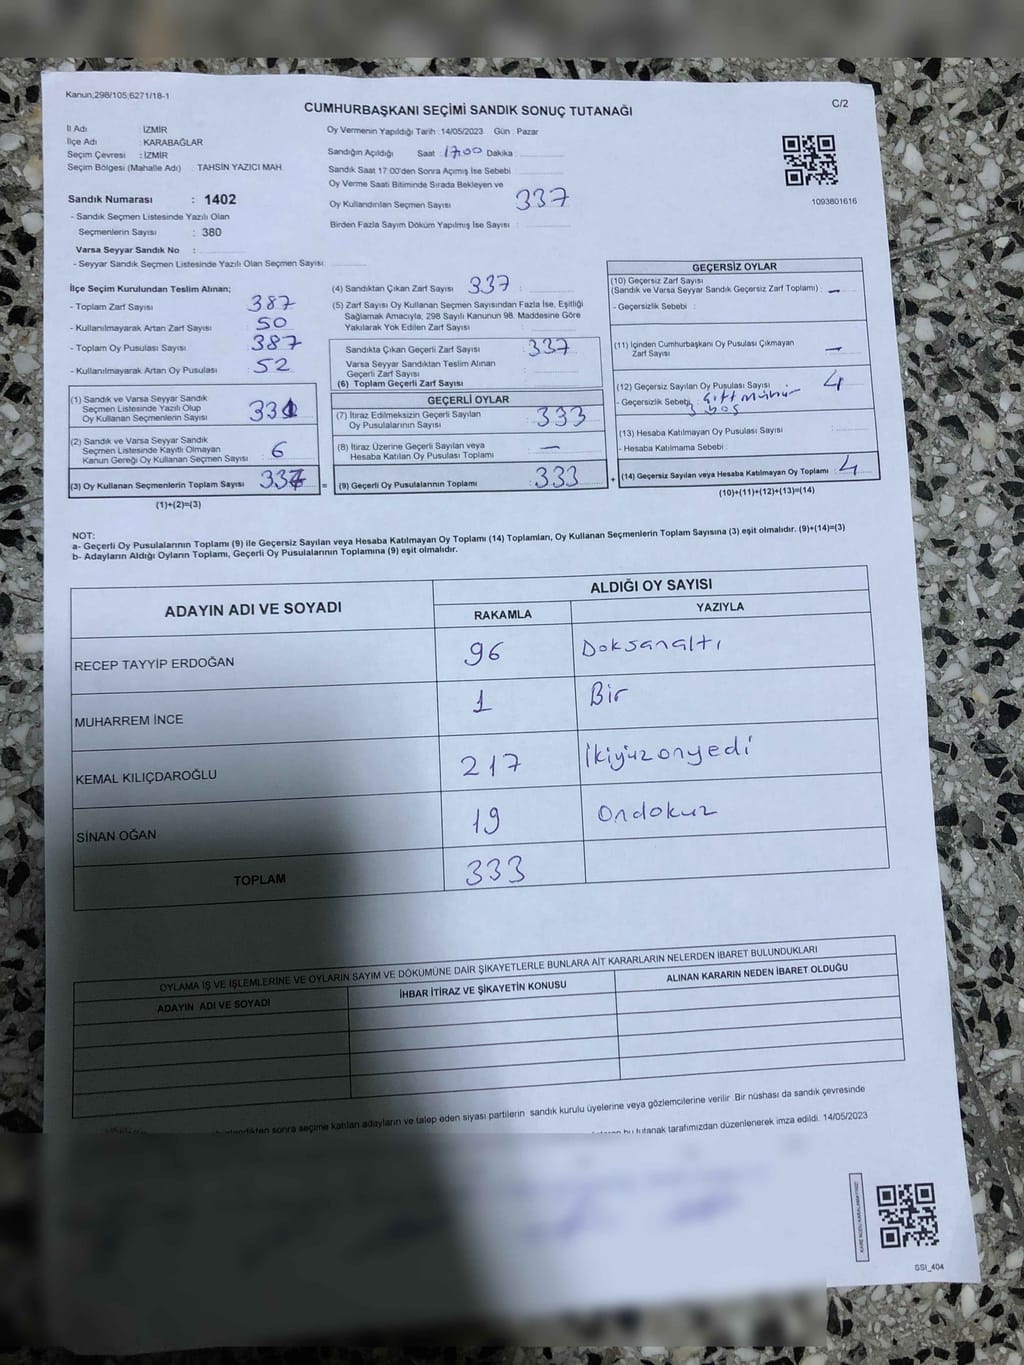 Kanun,298/105;6271/18-1
CUMHURBAŞKANI SEÇİMİ SANDIK SONUÇ TUTANAĞI
C/2
İl Adı : İZMİR
İlçe Adı : KARABAĞLAR
Seçim Çevresi : İZMİR
Seçim Bölgesi (Mahalle Adı) : TAHSİN YAZICI MAH.
Oy Vermenin Yapıldığı Tarih :14/05/2023 Gün : Pazar
Sandığın Açıldığı Saat : 17:00 Dakika :
Sandık Saat 17:00'den Sonra Açımış İse Sebebi
Oy Verme Saati Bitiminde Sırada Bekleyen ve
Oy Kullandırılan Seçmen Sayısı 337
Birden Fazla Sayım Döküm Yapılmış İse Sayısı :
1093801616
Sandık Numarası : 1402
- Sandık Seçmen Listesinde Yazılı Olan
Seçmenlerin Sayısı : 380
Varsa Seyyar Sandık No :
- Seyyar Sandık Seçmen Listesinde Yazılı Olan Seçmen Sayısı:
İlçe Seçim Kurulundan Teslim Alınan;
- Toplam Zarf Sayısı : 387
- Kullanılmayarak Artan Zarf Sayısı : 50
- Toplam Oy Pusulası Sayısı : 387
- Kullanılmayarak Artan Oy Pusulası : 52
(1) Sandık ve Varsa Seyyar Sandık
Seçmen Listesinde Yazılı Olup
Oy Kullanan Seçmenlerin Sayısı : 331
(2) Sandık ve Varsa Seyyar Sandık
Seçmen Listesinde Kayıtlı Olmayan
Kanun Gereği Oy Kullanan Seçmen Sayısı : 6
(3) Oy Kullanan Seçmenlerin Toplam Sayısı : 337
(1)+(2)=(3)
(4) Sandıktan Çıkan Zarf Sayısı : 337
(5) Zarf Sayısı Oy Kullanan Seçmen Sayısından Fazla İse, Eşitliği
Sağlamak Amacıyla, 298 Sayılı Kanunun 98. Maddesine Göre
Yakılarak Yok Edilen Zarf Sayısı :
Sandıkta Çıkan Geçerli Zarf Sayısı : 337
Varsa Seyyar Sandıktan Teslim Alınan
Geçerli Zarf Sayısı :
(6) Toplam Geçerli Zarf Sayısı :
GEÇERLİ OYLAR
(7) İtiraz Edilmeksizin Geçerli Sayılan
Oy Pusulalarının Sayısı : 333
(8) İtiraz Üzerine Geçerli Sayılan veya
Hesaba Katılan Oy Pusulası Toplamı : —
= (9) Geçerli Oy Pusulalarının Toplamı : 333
GEÇERSİZ OYLAR
(10) Geçersiz Zarf Sayısı
(Sandık ve Varsa Seyyar Sandık Geçersiz Zarf Toplamı) : —
- Geçersizlik Sebebi :
(11) İçinden Cumhurbaşkanı Oy Pusulası Çıkmayan
Zarf Sayısı : —
(12) Geçersiz Sayılan Oy Pusulası Sayısı : 4
- Geçersizlik Sebebi :
boş
(13) Hesaba Katılmayan Oy Pusulası Sayısı :
- Hesaba Katılmama Sebebi :
+ (14) Geçersiz Sayılan veya Hesaba Katılmayan Oy Toplamı : 4
(10)+(11)+(12)+(13)=(14)
NOT:
a- Geçerli Oy Pusulalarının Toplamı (9) ile Geçersiz Sayılan veya Hesaba Katılmayan Oy Toplamı (14) Toplamları, Oy Kullanan Seçmenlerin Toplam Sayısına (3) eşit olmalıdır. (9)+(14)=(3)
b- Adayların Aldığı Oyların Toplamı, Geçerli Oy Pusulalarının Toplamına (9) eşit olmalıdır.
ADAYIN ADI VE SOYADI
ALDIĞI OY SAYISI
RAKAMLA YAZIYLA
RECEP TAYYİP ERDOĞAN 96 Doksanaltı
MUHARREM İNCE 1 Bir
KEMAL KILIÇDAROĞLU 217 İkiyüzonyedi
SİNAN OĞAN 19 Ondokuz
TOPLAM 333
OYLAMA İŞ VE İŞLEMLERİNE VE OYLARIN SAYIM VE DÖKÜMÜNE DAİR ŞİKAYETLERLE BUNLARA AİT KARARLARIN NELERDEN İBARET BULUNDUKLARI
ADAYIN ADI VE SOYADI İHBAR İTİRAZ VE ŞİKAYETİN KONUSU ALINAN KARARIN NEDEN İBARET OLDUĞU
sonra seçime katılan adayların ve talep eden siyasi partilerin sandık kurulu üyelerine veya gözlemcilerine verilir. Bir nüshası da sandık çevresinde
bu tutanak tarafımızdan düzenlenerek imza edildi. 14/05/2023
KARE KODU KARALAMAYINIZ!
SSI_404